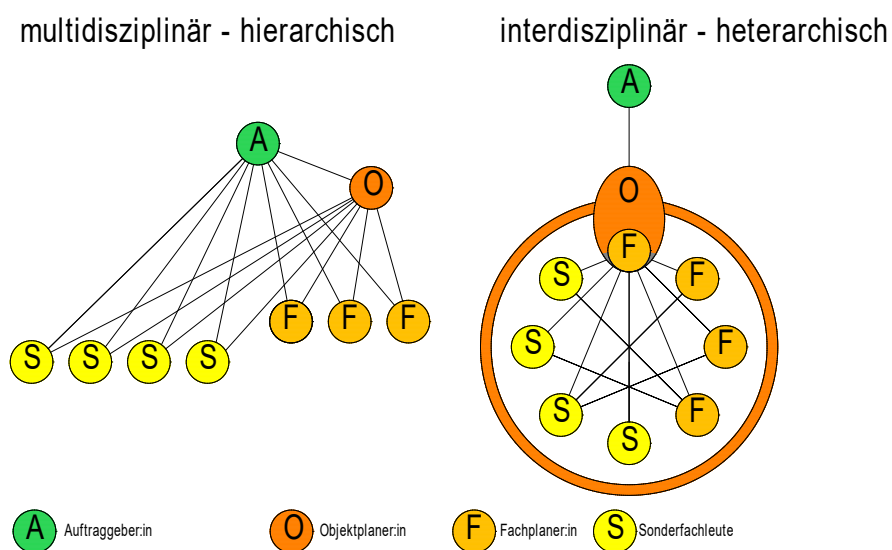 multidisziplinär - hierarchisch
interdisziplinär - heterarchisch
A
A
O
O
F
S
F
F
F
F
S
F
S
S
S
S
S
F
S
A Auftraggeber:in
O Objektplaner:in
F Fachplaner:in
S Sonderfachleute